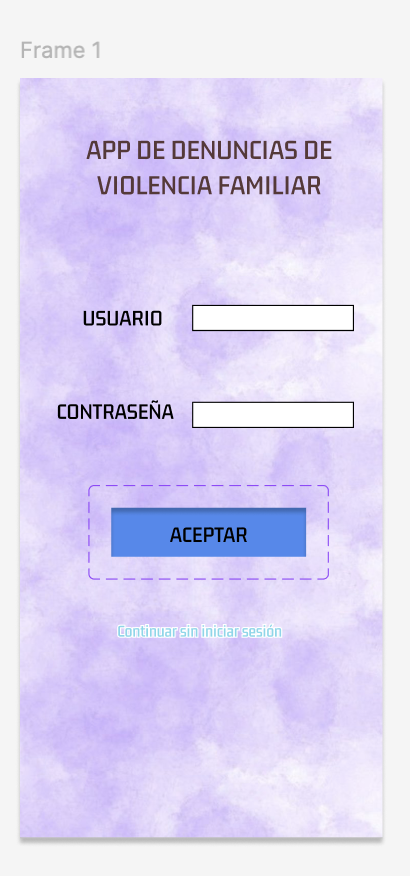 Frame 1
APP DE DENUNCIAS DE
VIOLENCIA FAMILIAR
USUARIO
CONTRASEÑA
ACEPTAR
Continuar sin iniciar sesión